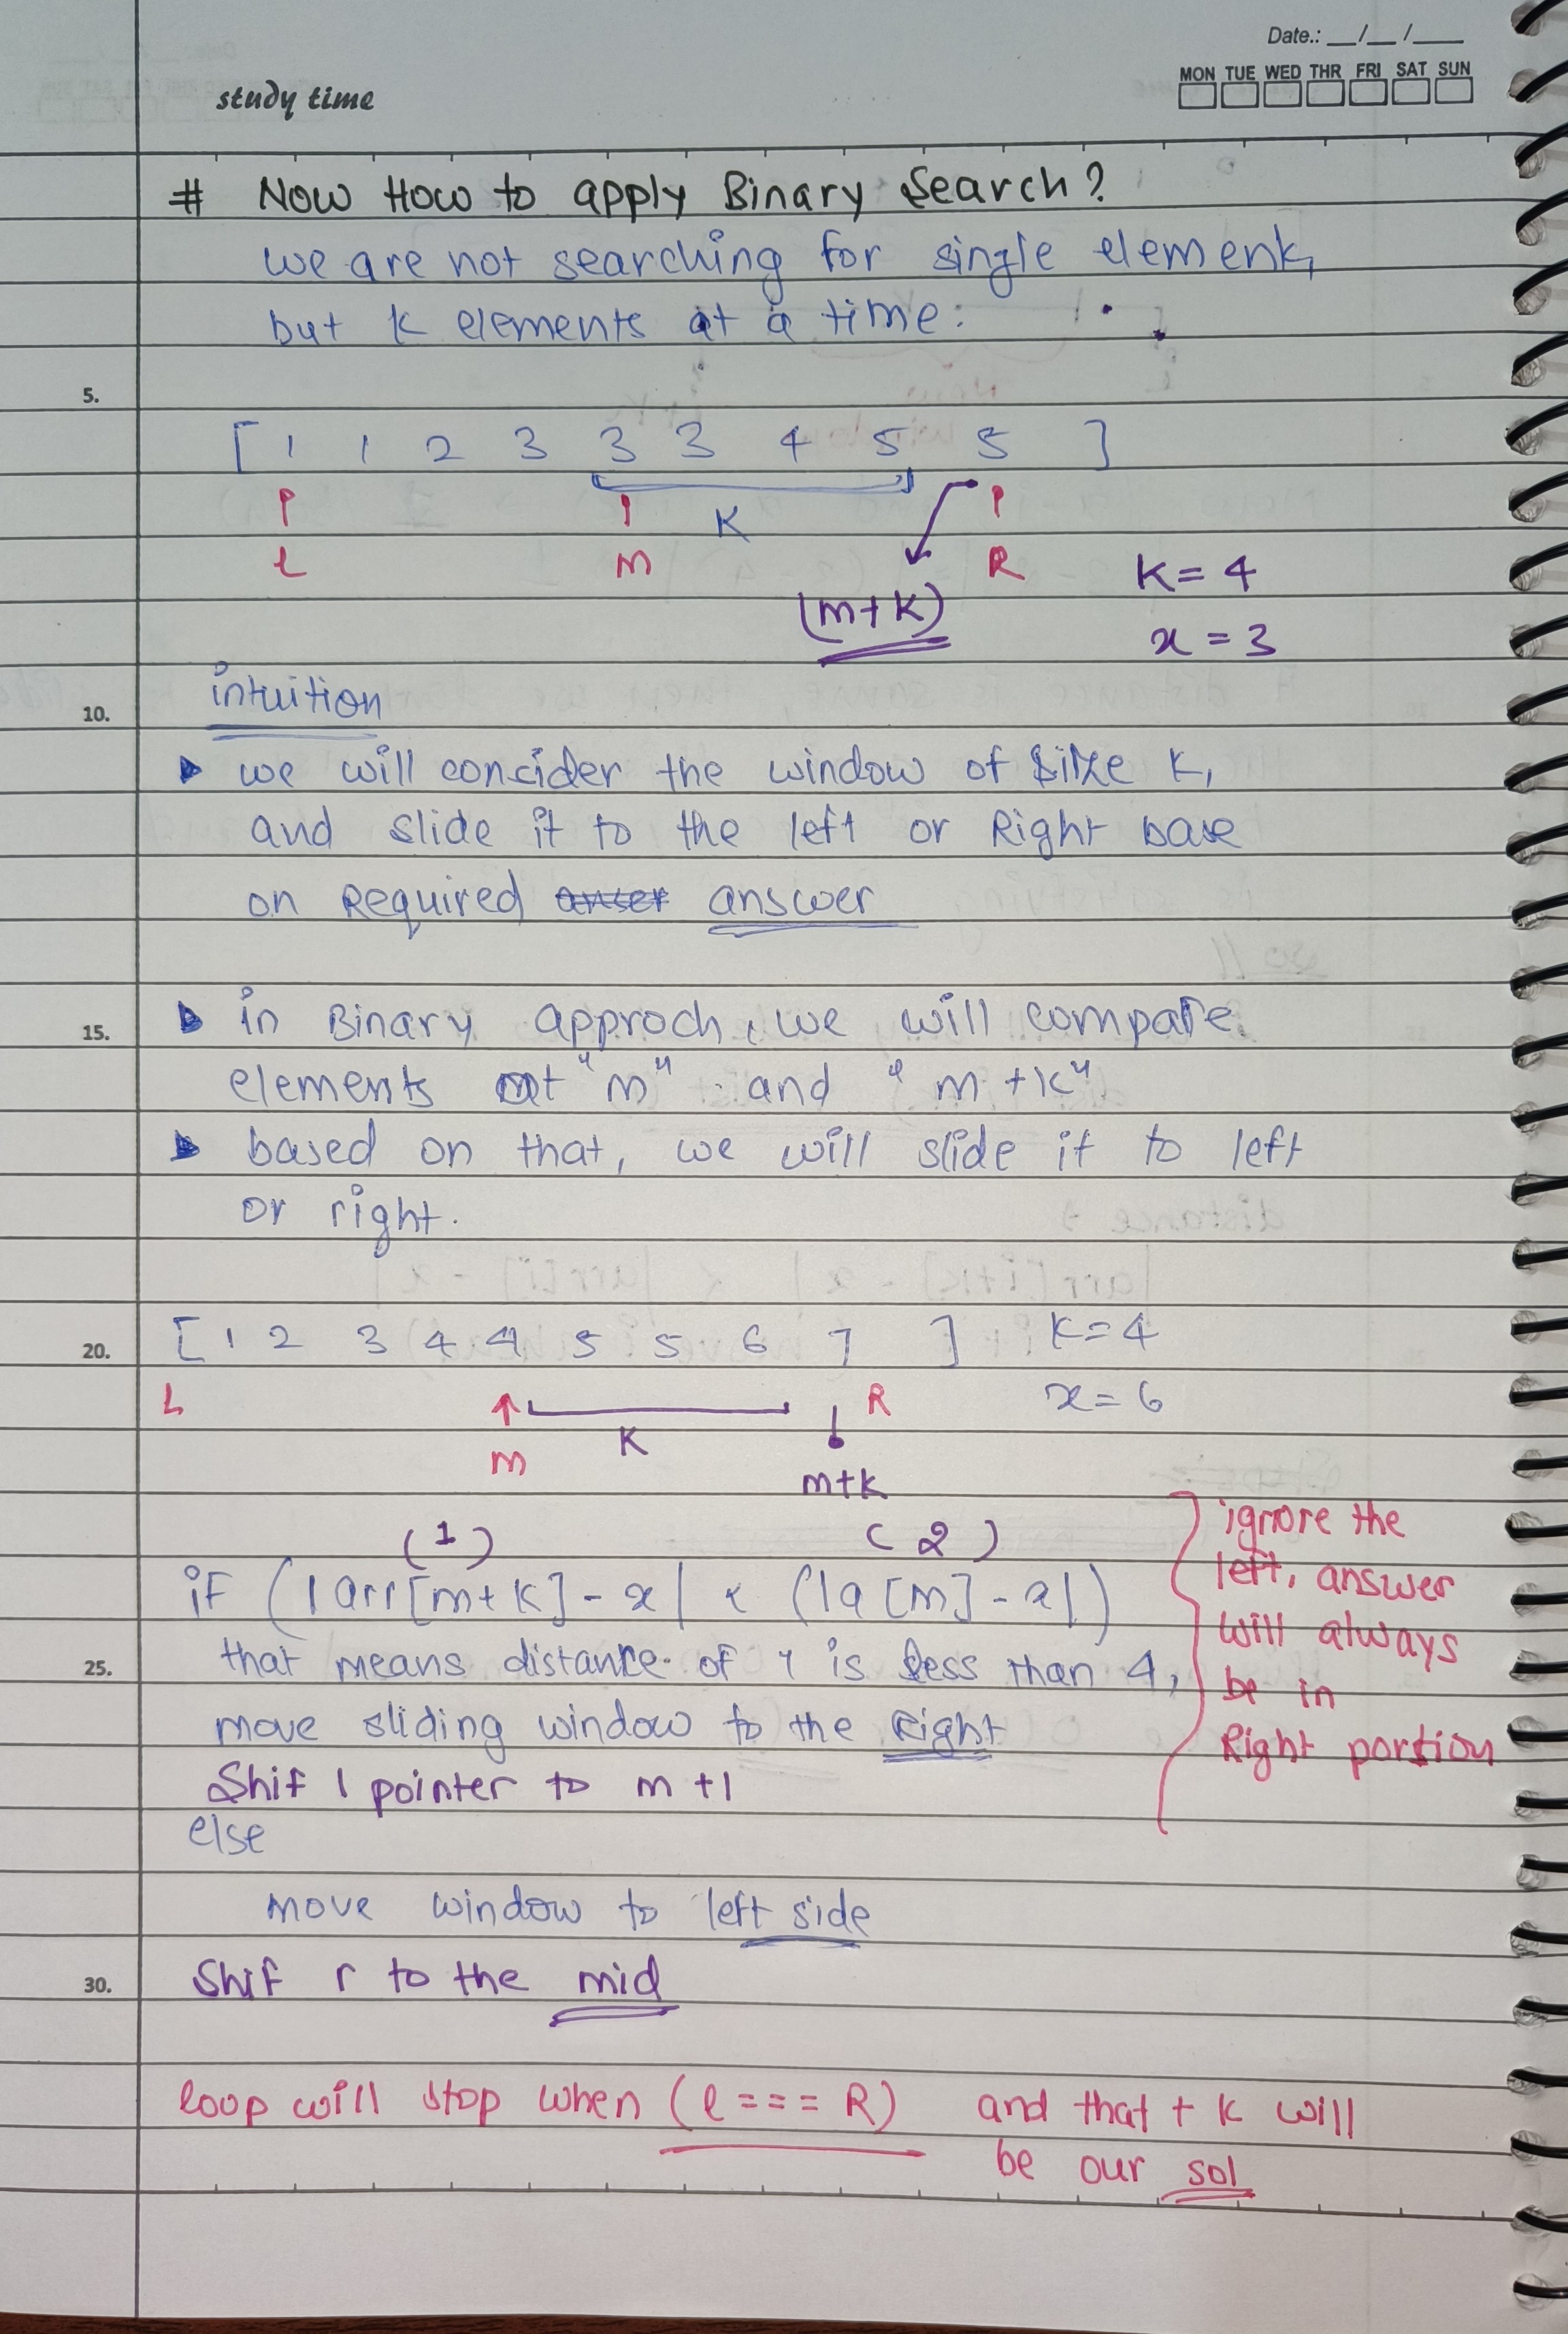 Date.: __/__/____
MON TUE WED THR FRI SAT SUN
study time
# Now How to apply Binary Search?
we are not searching for single element,
but k elements at a time.
5.
[ 1 1 2 3 3 3 4 5 5 ]
K
l m R
k = 4
(m+k)
x = 3
intuition
10.
we will consider the window of size K,
and slide it to the left or Right base
on Required answer
15.
in Binary approch, we will compare
elements at "m" and "m+k"
based on that, we will slide it to left
or right.
20.
[ 1 2 3 4 4 5 5 6 7 ] K=4
L R x=6
K
m
m+k
(1) (2)
if (|arr[m+k]-x| < (|a[m]-x|)
25.
that means distance of 7 is less than 4,
move sliding window to the Right
Shif l pointer to m+1
ignore the
left, answer
will always
be in
Right portion
else
move window to left side
30.
Shif r to the mid
loop will stop when (l === R) and that + k will
be our sol